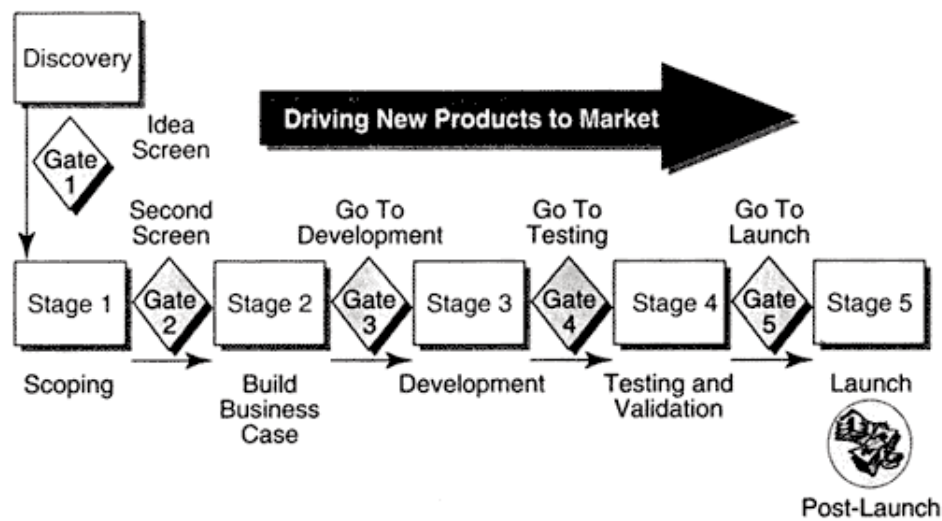 Discovery
Gate
1
Idea
Screen
Driving New Products to Market
Second
Screen
Go To
Development
Go To
Testing
Go To
Launch
Stage 1
Gate
2
Stage 2
Gate
3
Stage 3
Gate
4
Stage 4
Gate
5
Stage 5
Scoping
Build
Business
Case
Development
Testing and
Validation
Launch
Post-Launch